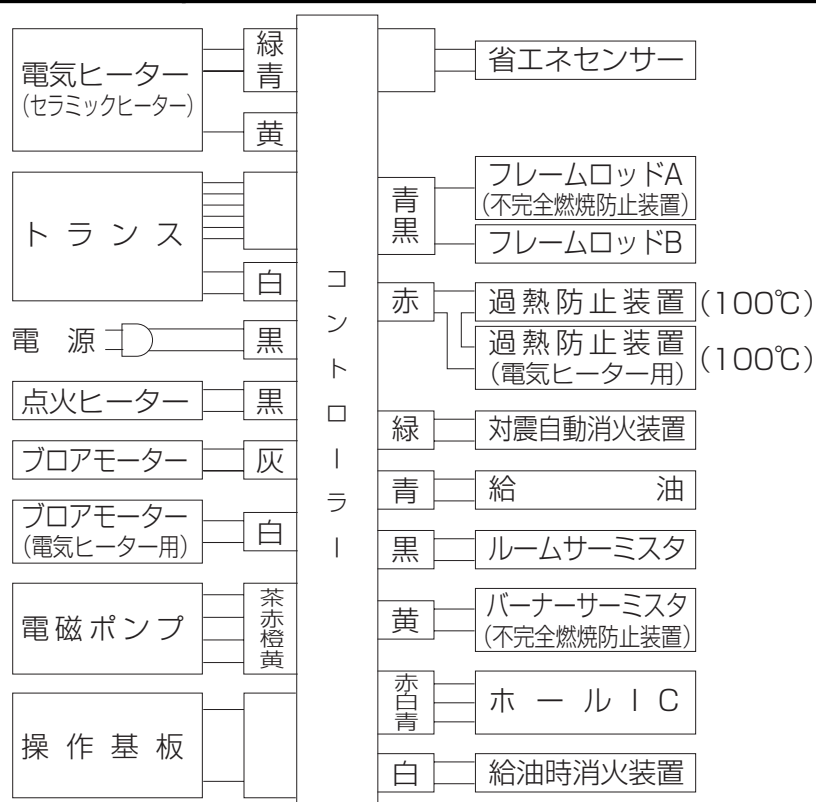 電気ヒーター
（セラミックヒーター）
緑
青
黄
トランス
白
電源
黒
点火ヒーター
黒
ブロアモーター
灰
ブロアモーター
（電気ヒーター用）
白
電磁ポンプ
茶
赤
橙
黄
操作基板
コントローラー
省エネセンサー
青
黒
フレームロッドA
（不完全燃焼防止装置）
フレームロッドB
赤
過熱防止装置（100℃）
過熱防止装置
（電気ヒーター用）
（100℃）
緑
対震自動消火装置
青
給油
黒
ルームサーミスタ
黄
バーナーサーミスタ
（不完全燃焼防止装置）
赤
白
青
ホールIC
白
給油時消火装置